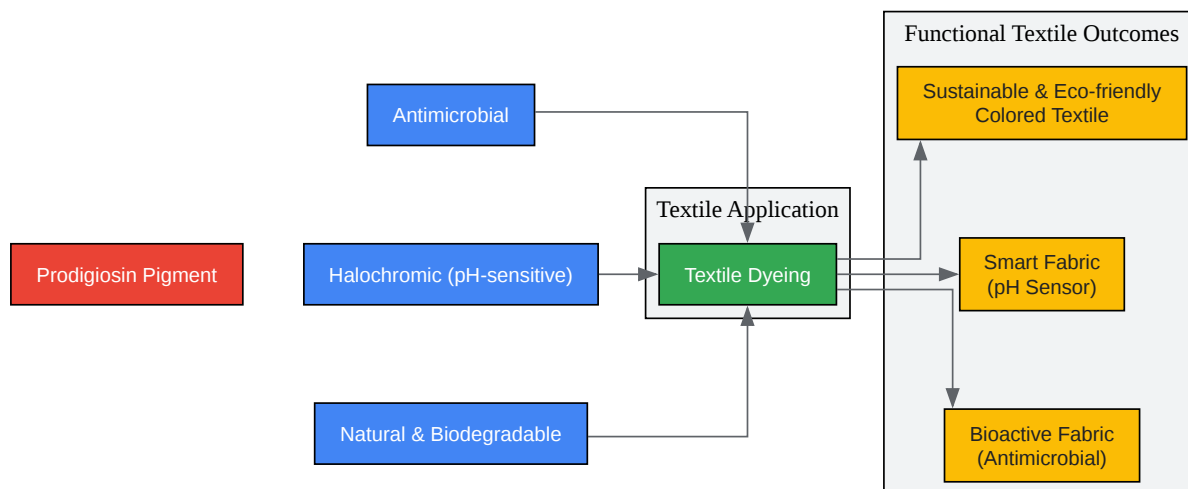 Functional Textile Outcomes
Sustainable & Eco-friendly
Colored Textile
Antimicrobial
Textile Application
Prodigiosin Pigment
Halochromic (pH-sensitive)
Textile Dyeing
Smart Fabric
(pH Sensor)
Natural & Biodegradable
Bioactive Fabric
(Antimicrobial)